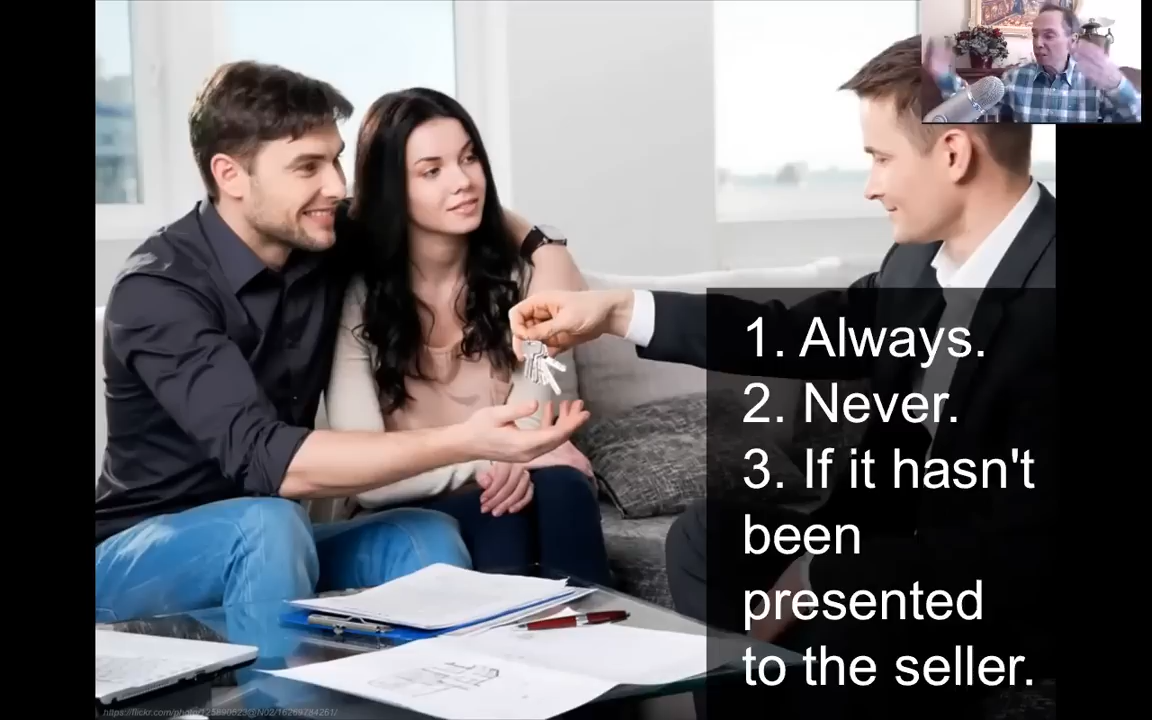 1. Always.
2. Never.
3. If it hasn't
been
presented
to the seller.